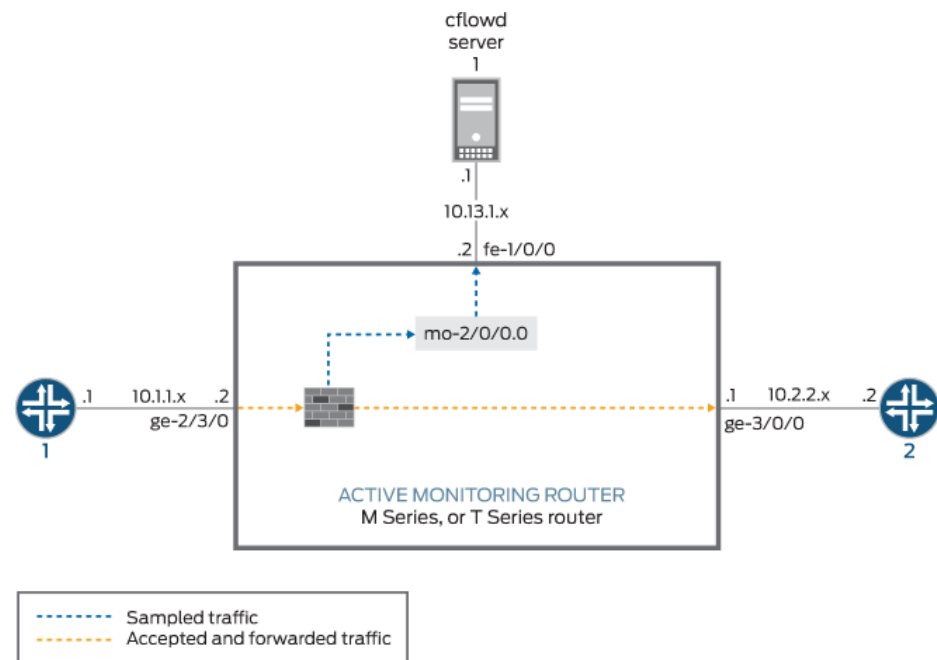 cflowd
server
1
.1
10.13.1.x
.2 fe-1/0/0
mo-2/0/0.0
.1 10.1.1.x .2
ge-2/3/0
1
.1 10.2.2.x .2
ge-3/0/0
2
ACTIVE MONITORING ROUTER
M Series, or T Series router
Sampled traffic
Accepted and forwarded traffic